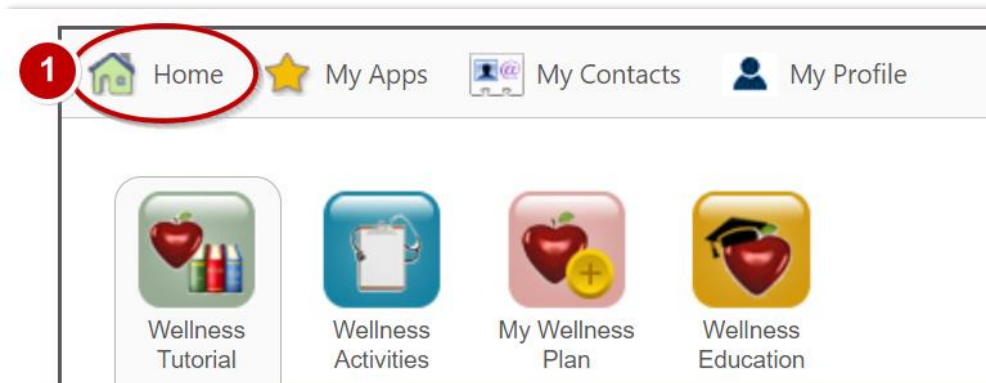 1 Home My Apps My Contacts My Profile
Wellness Wellness My Wellness Wellness
Tutorial Activities Plan Education